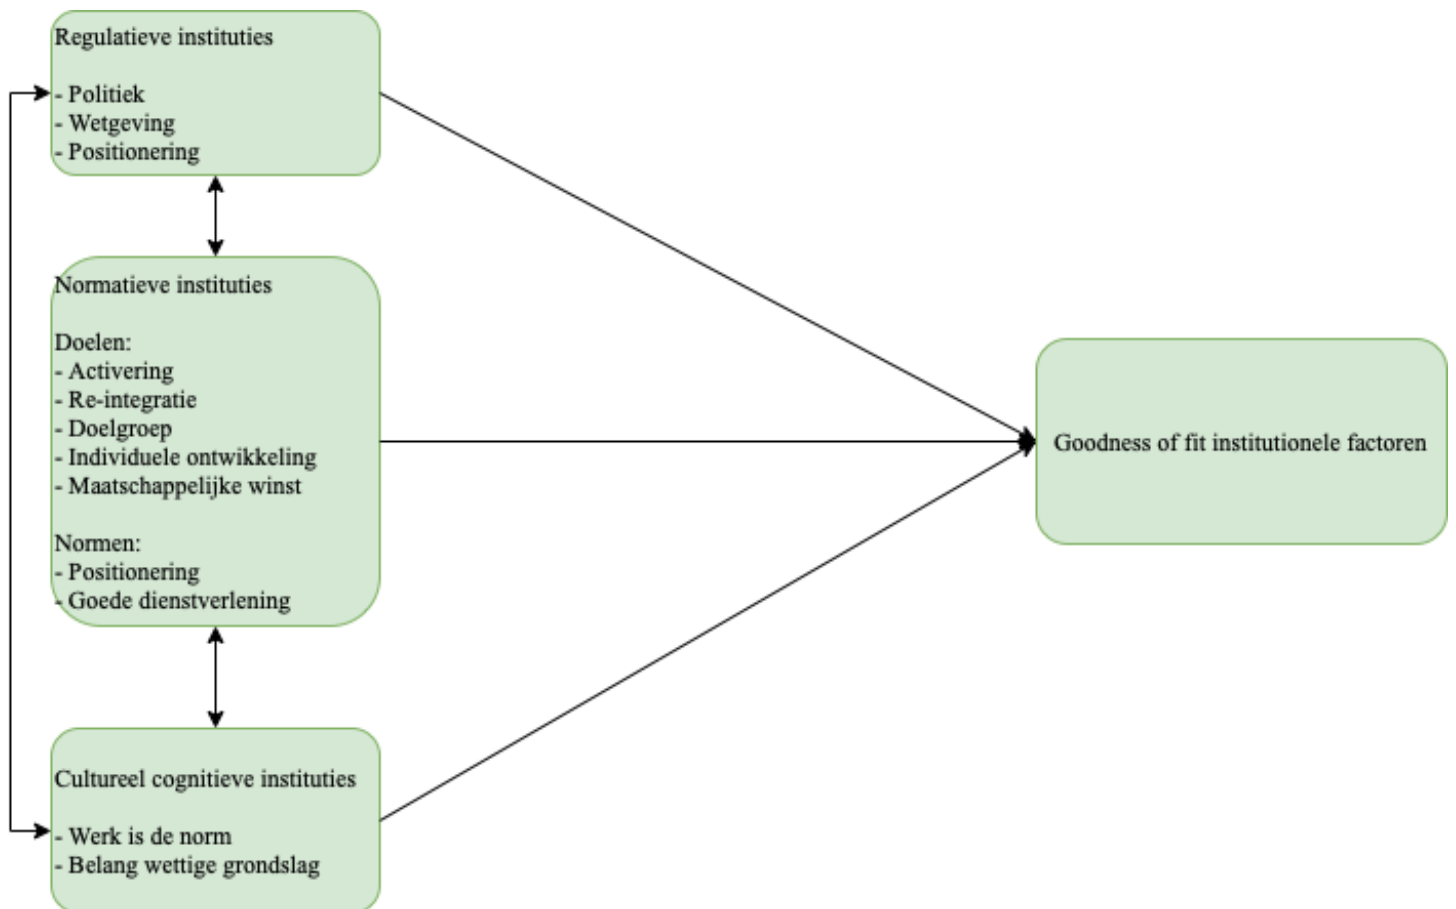 Regulatieve instituties
- Politiek
- Wetgeving
- Positionering
Normatieve instituties
Doelen:
- Activering
- Re-integratie
- Doelgroep
- Individuele ontwikkeling
- Maatschappelijke winst
Normen:
- Positionering
- Goede dienstverlening
Cultureel cognitieve instituties
- Werk is de norm
- Belang wettige grondslag
Goodness of fit institutionele factoren